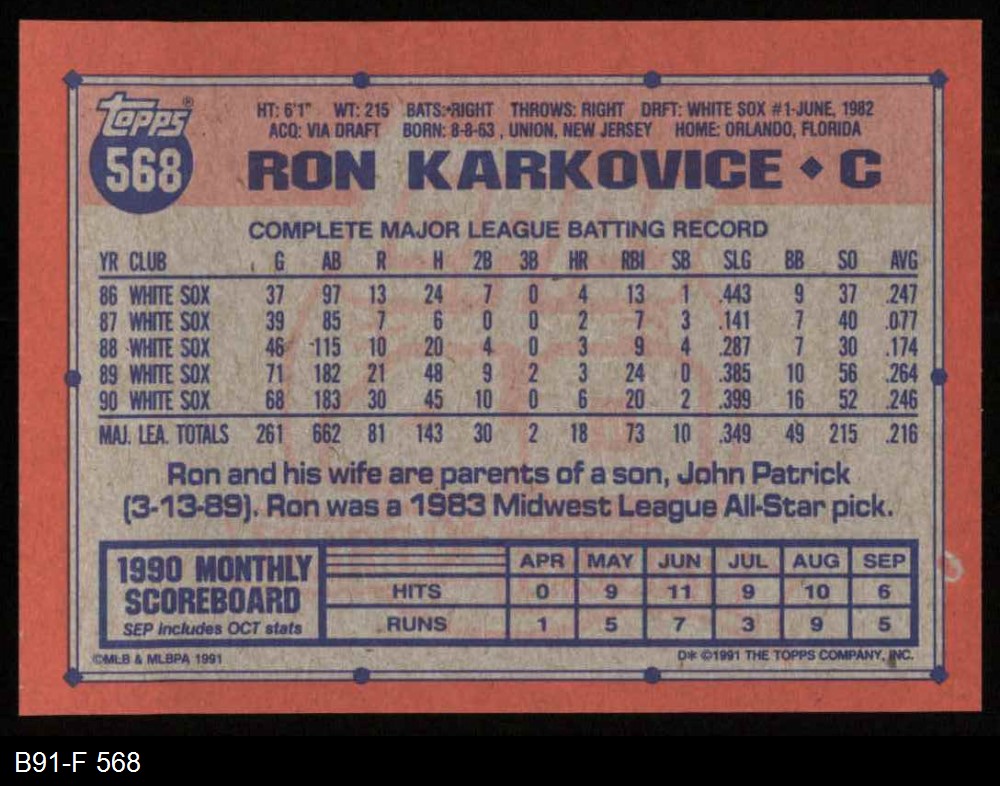 Topps®
568
HT: 6'1" WT: 215 BATS: RIGHT THROWS: RIGHT DRFT: WHITE SOX #1-JUNE, 1982
ACQ: VIA DRAFT BORN: 8-8-63, UNION, NEW JERSEY HOME: ORLANDO, FLORIDA
RON KARKOVICE ◆ C
COMPLETE MAJOR LEAGUE BATTING RECORD
YR CLUB G AB R H 2B 3B HR RBI SB SLG BB SO AVG
86 WHITE SOX 37 97 13 24 7 0 4 13 1 .443 9 37 .247
87 WHITE SOX 39 85 7 6 0 0 2 7 3 .141 7 40 .077
88 WHITE SOX 46 115 10 20 4 0 3 9 4 .287 7 30 .174
89 WHITE SOX 71 182 21 48 9 2 3 24 0 .385 10 56 .264
90 WHITE SOX 68 183 30 45 10 0 6 20 2 .399 16 52 .246
MAJ. LEA. TOTALS 261 662 81 143 30 2 18 73 10 .349 49 215 .216
Ron and his wife are parents of a son, John Patrick
(3-13-89). Ron was a 1983 Midwest League All-Star pick.
1990 MONTHLY
SCOREBOARD
SEP includes OCT stats
APR MAY JUN JUL AUG SEP
HITS 0 9 11 9 10 6
RUNS 1 5 7 3 9 5
©MLB & MLBPA 1991
D* ©1991 THE TOPPS COMPANY, INC.
B91-F 568